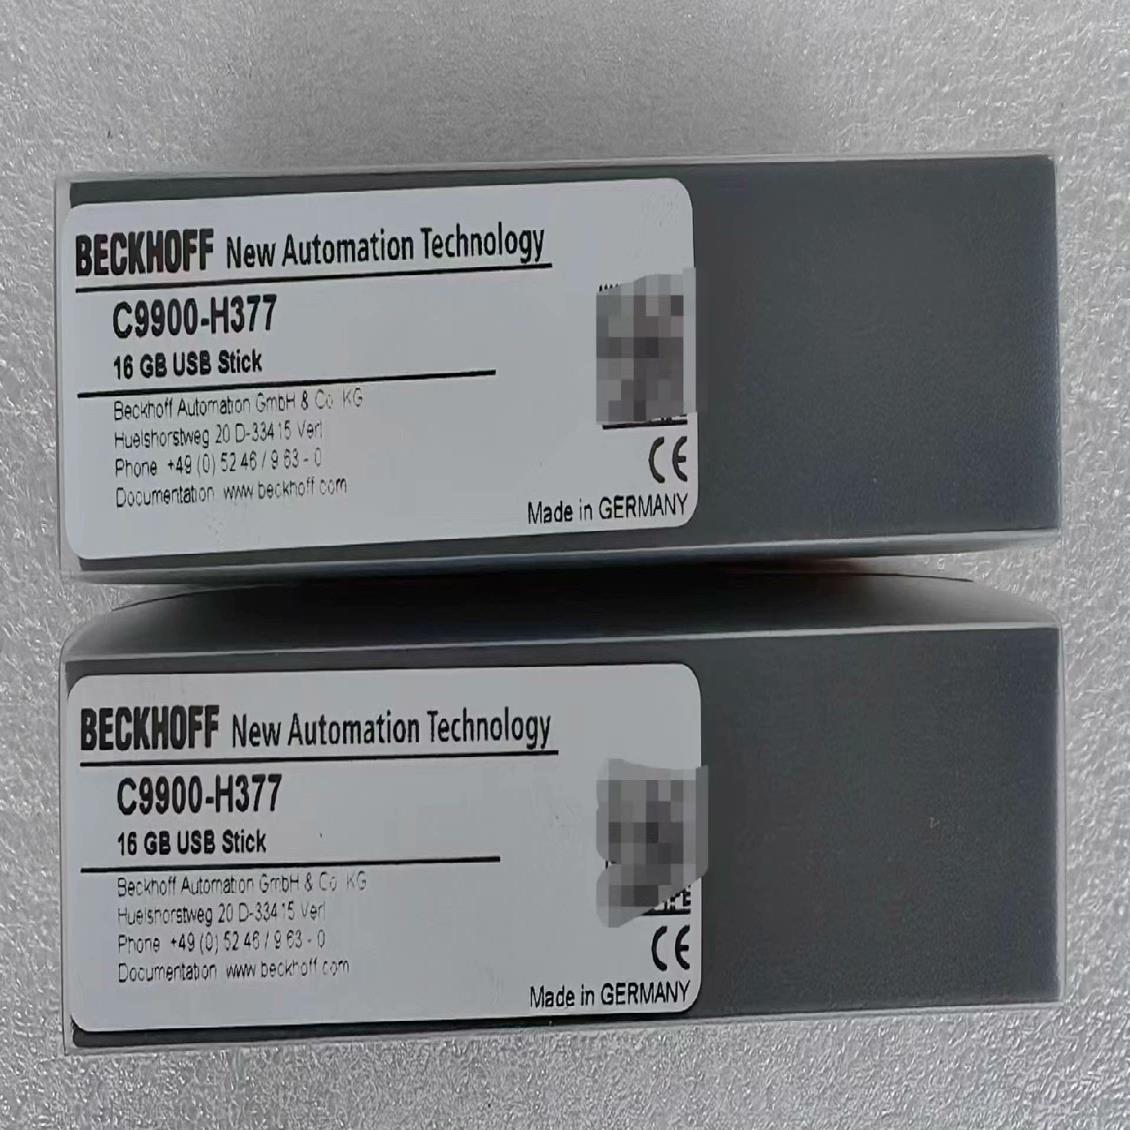 BECKHOFF New Automation Technology
C9900-H377
16 GB USB Stick
Beckhoff Automation GmbH & Co. KG
Huelshorstweg 20 D-33415 Verl
Phone +49 (0) 52 46 / 9 63 - 0
Documentation www.beckhoff.com
CE
Made in GERMANY
BECKHOFF New Automation Technology
C9900-H377
16 GB USB Stick
Beckhoff Automation GmbH & Co. KG
Huelshorstweg 20 D-33415 Verl
Phone +49 (0) 52 46 / 9 63 - 0
Documentation www.beckhoff.com
CE
Made in GERMANY